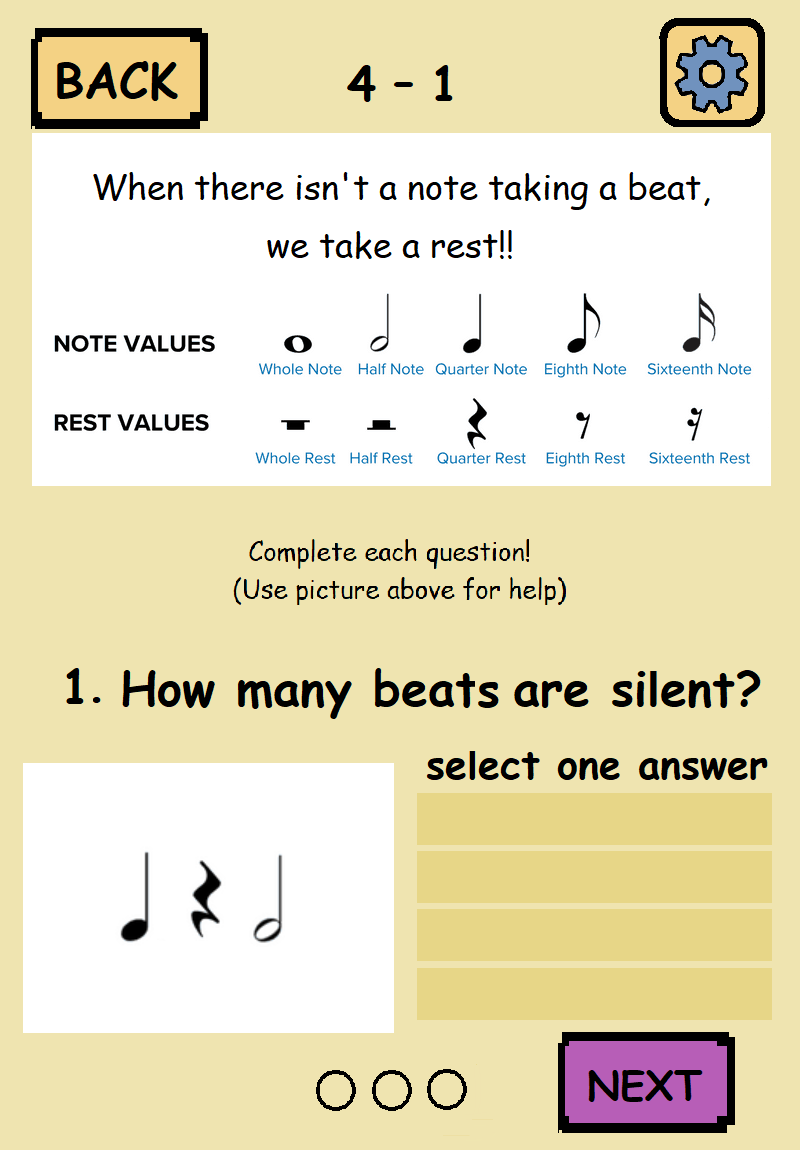 BACK
4 - 1
When there isn't a note taking a beat,
we take a rest!!
NOTE VALUES
Whole Note Half Note Quarter Note Eighth Note Sixteenth Note
REST VALUES
Whole Rest Half Rest Quarter Rest Eighth Rest Sixteenth Rest
Complete each question!
(Use picture above for help)
1. How many beats are silent?
select one answer
NEXT